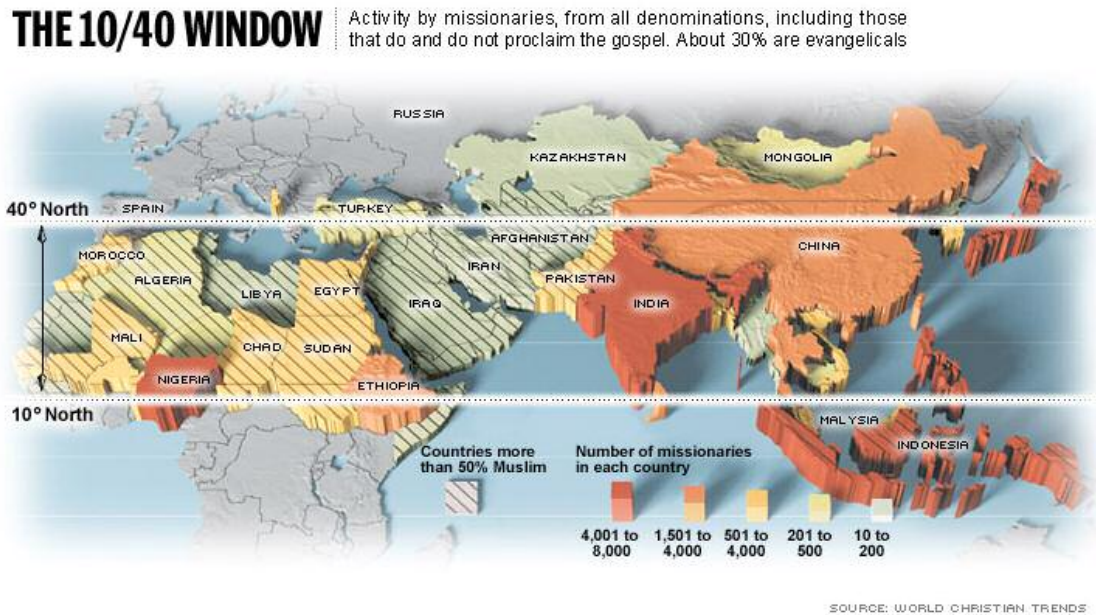 THE 10/40 WINDOW
Activity by missionaries, from all denominations, including those
that do and do not proclaim the gospel. About 30% are evangelicals
RUSSIA
KAZAKHSTAN
MONGOLIA
40° North
SPAIN
TURKEY
AFGHANISTAN
CHINA
MOROCCO
ALGERIA
IRAN
PAKISTAN
LIBYA
EGYPT
IRAQ
INDIA
MALI
CHAD
SUDAN
NIGERIA
ETHIOPIA
10° North
MALYSIA
INDONESIA
Countries more
than 50% Muslim
Number of missionaries
in each country
4,001 to
8,000
1,501 to
4,000
501 to
4,000
201 to
500
10 to
200
SOURCE: WORLD CHRISTIAN TRENDS